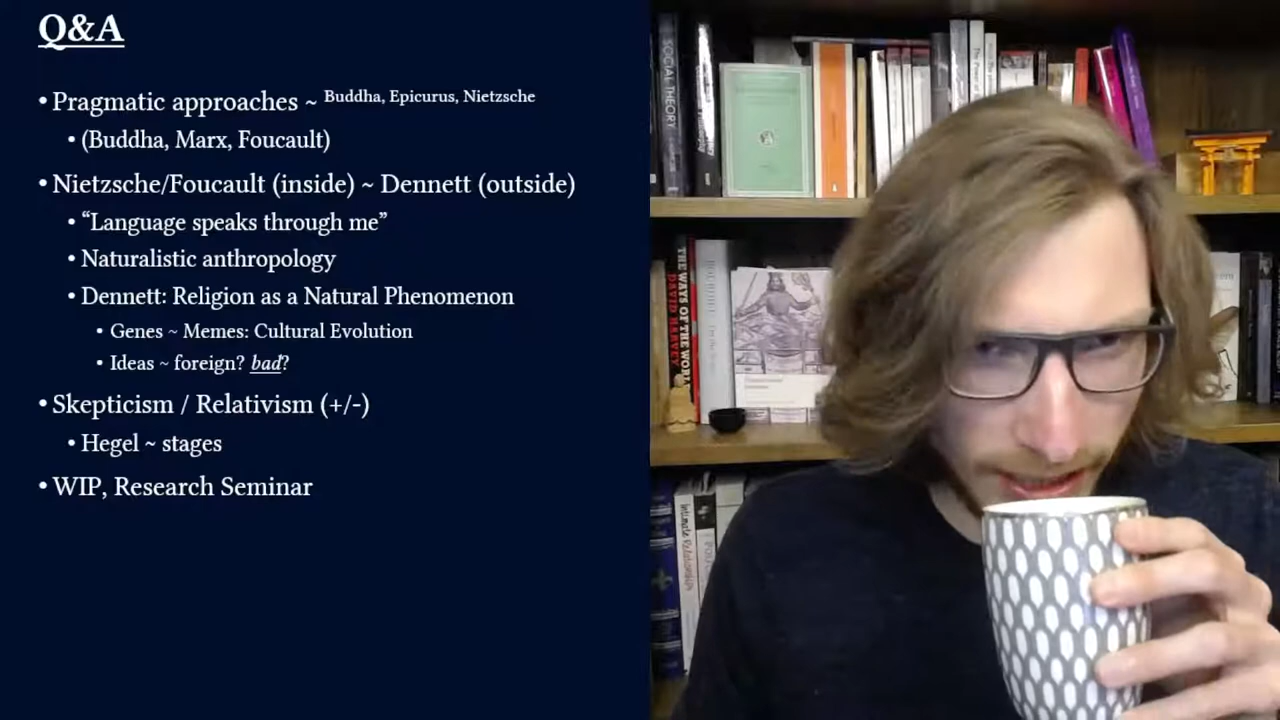 Q&A
• Pragmatic approaches ~ Buddha, Epicurus, Nietzsche
• (Buddha, Marx, Foucault)
• Nietzsche/Foucault (inside) ~ Dennett (outside)
• “Language speaks through me”
• Naturalistic anthropology
• Dennett: Religion as a Natural Phenomenon
• Genes ~ Memes: Cultural Evolution
• Ideas ~ foreign? bad?
• Skepticism / Relativism (+/-)
• Hegel ~ stages
• WIP, Research Seminar
SOCIAL THEORY
THE WAYS OF THE WORLD
DAVID HARVEY
Intimate Relationships